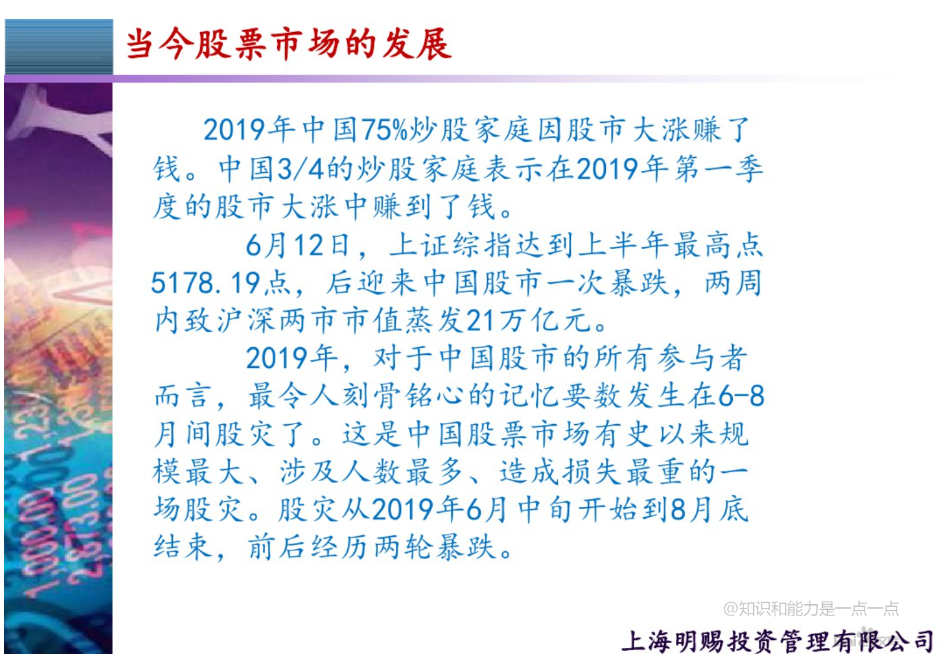 当今股票市场的发展
2019年中国75%炒股家庭因股市大涨赚了
钱。中国3/4的炒股家庭表示在2019年第一季
度的股市大涨中赚到了钱。
6月12日，上证综指达到上半年最高点
5178.19点，后迎来中国股市一次暴跌，两周
内致沪深两市市值蒸发21万亿元。
2019年，对于中国股市的所有参与者
而言，最令人刻骨铭心的记忆要数发生在6-8
月间股灾了。这是中国股票市场有史以来规
模最大、涉及人数最多、造成损失最重的一
场股灾。股灾从2019年6月中旬开始到8月底
结束，前后经历两轮暴跌。
1,000.00
2,873.00
@知识和能力是一点一点
上海明赐投资管理有限公司